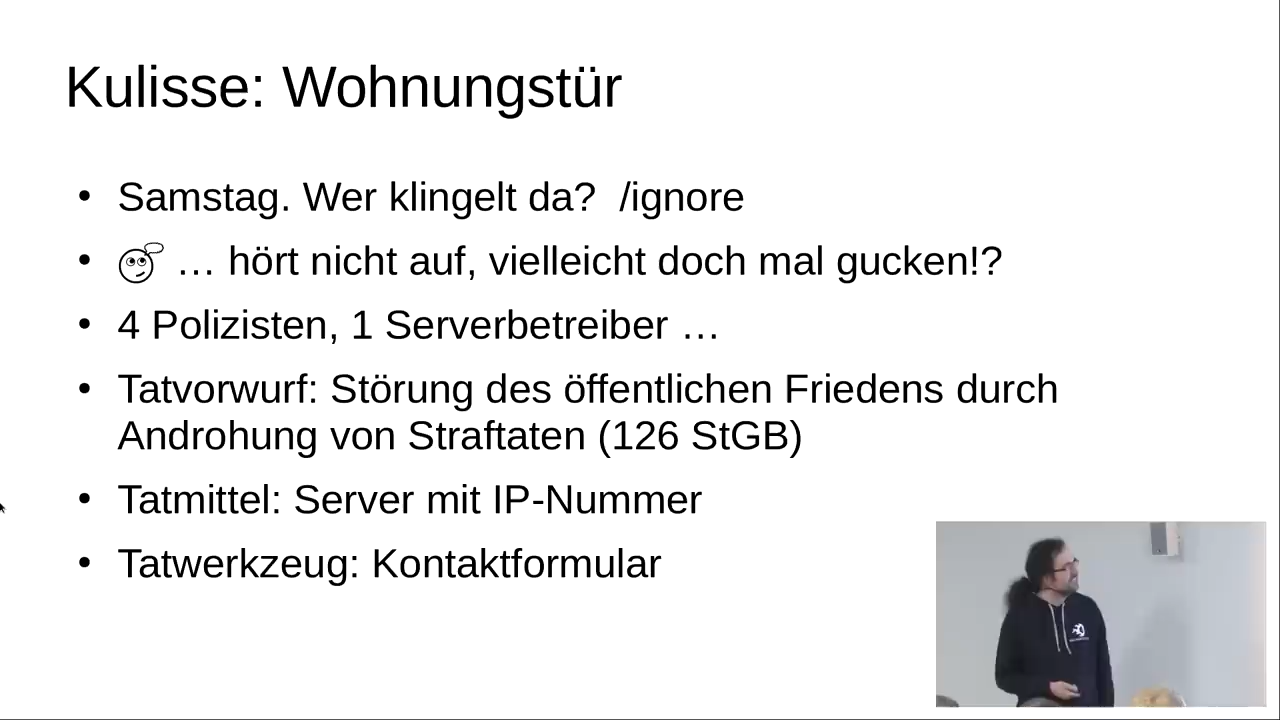 Kulisse: Wohnungstür
• Samstag. Wer klingelt da?  /ignore
• 🙄 … hört nicht auf, vielleicht doch mal gucken!?
• 4 Polizisten, 1 Serverbetreiber …
• Tatvorwurf: Störung des öffentlichen Friedens durch
Androhung von Straftaten (126 StGB)
• Tatmittel: Server mit IP-Nummer
• Tatwerkzeug: Kontaktformular